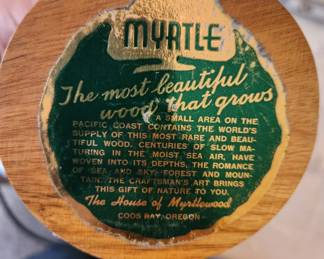 MYRTLE
The most beautiful
wood that grows
A SMALL AREA ON THE
PACIFIC COAST CONTAINS THE WORLD'S
SUPPLY OF THIS MOST RARE AND BEAU-
TIFUL WOOD. CENTURIES OF SLOW MA-
TURING IN THE MOIST SEA AIR, HAVE
WOVEN INTO ITS DEPTHS, THE ROMANCE
OF SEA AND SKY, FOREST AND MOUN-
TAIN. THE CRAFTSMAN'S ART BRINGS
THIS GIFT OF NATURE TO YOU.
The House of Myrtlewood
COOS BAY, OREGON